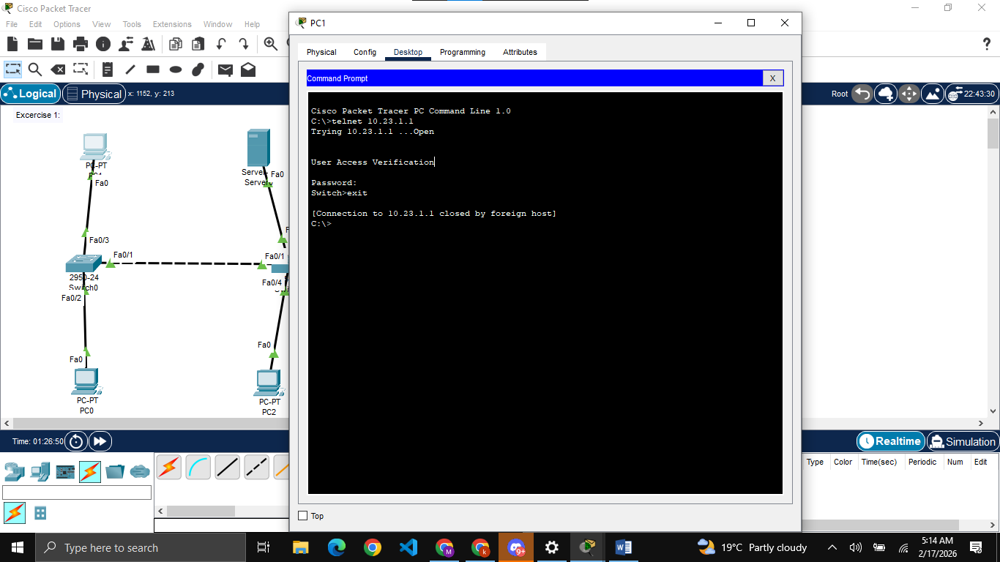 Cisco Packet Tracer
File Edit Options View Tools Extensions Window Help
Logical Physical x: 1152, y: 213
Root 22:43:30
Excercise 1:
PC-PT
Fa0
Fa0/3
Fa0/1
2950-24
Switch0
Fa0/2
Fa0
PC-PT
PC0
Fa0
Fa0/1
Fa0/4
Fa0
PC-PT
PC2
PC1
Physical Config Desktop Programming Attributes
Command Prompt X
Cisco Packet Tracer PC Command Line 1.0
C:\>telnet 10.23.1.1
Trying 10.23.1.1 ...Open
User Access Verification
Password:
Switch>exit
[Connection to 10.23.1.1 closed by foreign host]
C:\>
Top
Time: 01:26:50
Realtime Simulation
Type Color Time(sec) Periodic Num Edit
Type here to search
M
k
9+
W
19°C Partly cloudy
5:14 AM
2/17/2026